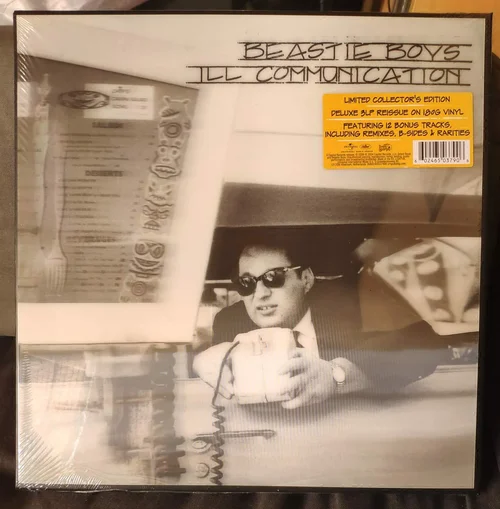 BEASTIE BOYS
ILL COMMUNICATION
LIMITED COLLECTOR'S EDITION
DELUXE 3LP REISSUE ON 180G VINYL
FEATURING 12 BONUS TRACKS,
INCLUDING REMIXES, B-SIDES & RARITIES